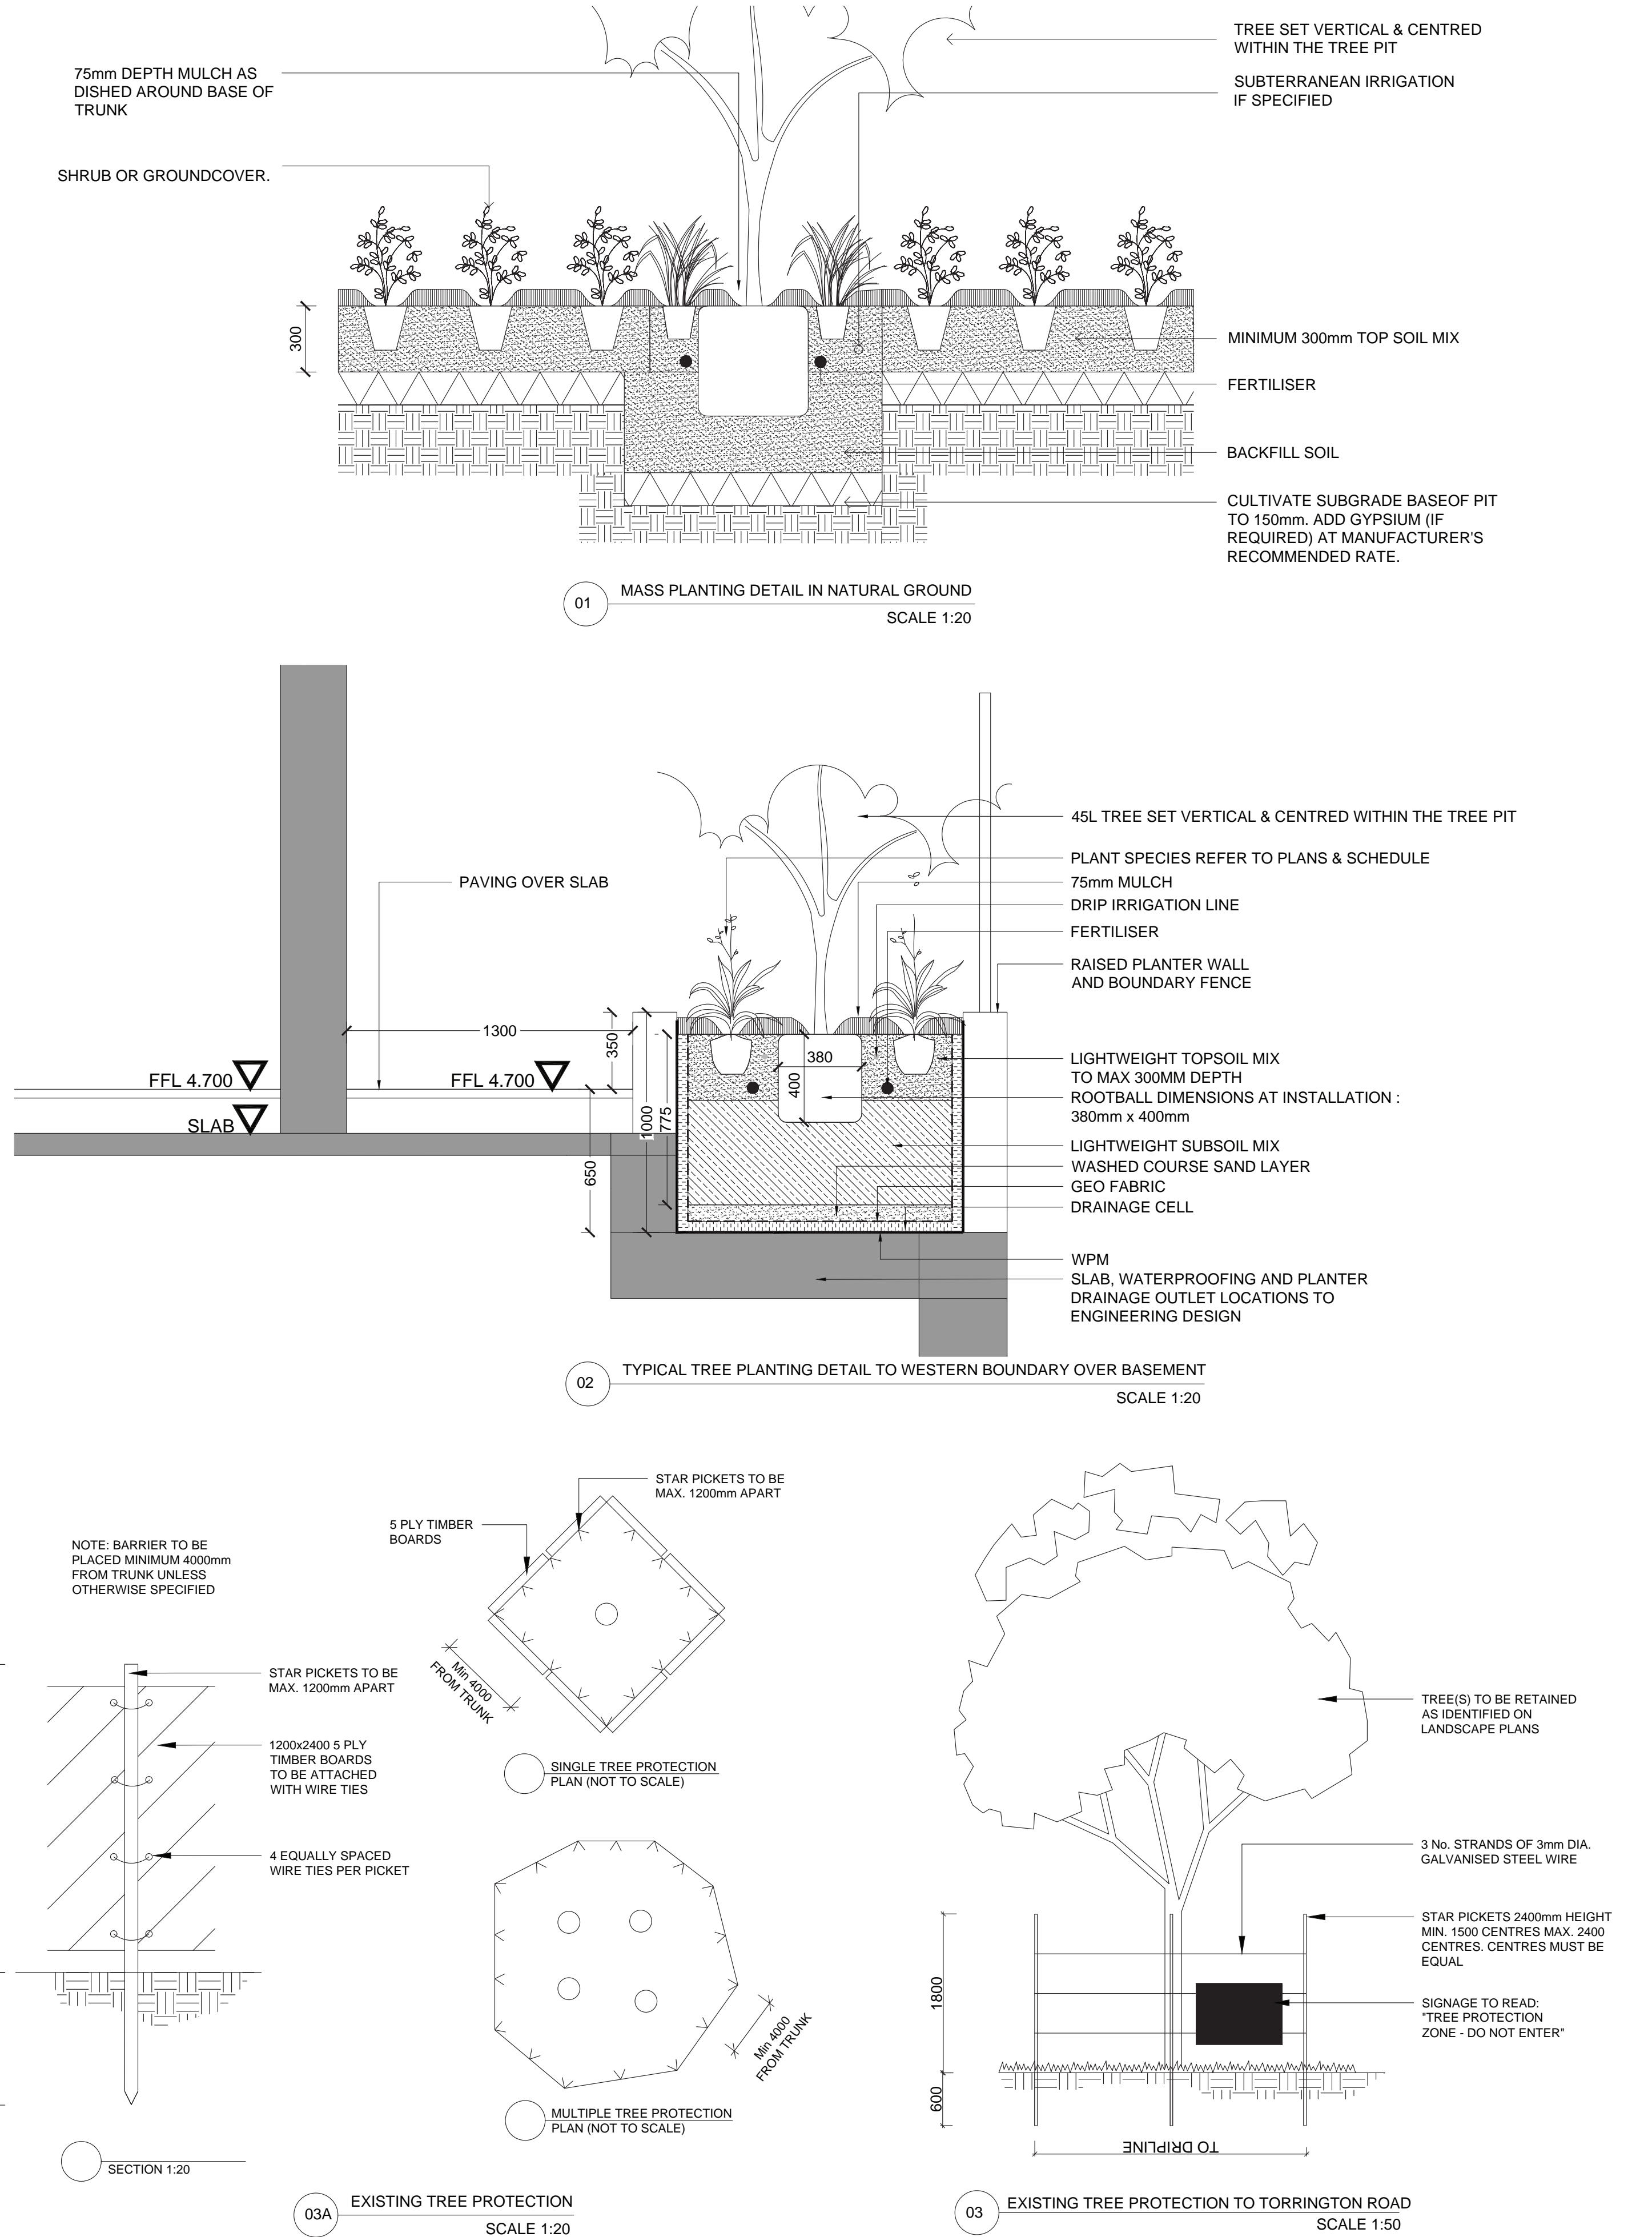 TREE SET VERTICAL & CENTRED
WITHIN THE TREE PIT
75mm DEPTH MULCH AS
DISHED AROUND BASE OF
TRUNK
SUBTERRANEAN IRRIGATION
IF SPECIFIED
SHRUB OR GROUNDCOVER.
300
MINIMUM 300mm TOP SOIL MIX
FERTILISER
BACKFILL SOIL
CULTIVATE SUBGRADE BASEOF PIT
TO 150mm. ADD GYPSIUM (IF
REQUIRED) AT MANUFACTURER'S
RECOMMENDED RATE.
01
MASS PLANTING DETAIL IN NATURAL GROUND
SCALE 1:20
45L TREE SET VERTICAL & CENTRED WITHIN THE TREE PIT
PLANT SPECIES REFER TO PLANS & SCHEDULE
PAVING OVER SLAB
75mm MULCH
DRIP IRRIGATION LINE
FERTILISER
RAISED PLANTER WALL
AND BOUNDARY FENCE
1300
350
380
400
FFL 4.700
FFL 4.700
SLAB
1000
775
650
LIGHTWEIGHT TOPSOIL MIX
TO MAX 300MM DEPTH
ROOTBALL DIMENSIONS AT INSTALLATION :
380mm x 400mm
LIGHTWEIGHT SUBSOIL MIX
WASHED COURSE SAND LAYER
GEO FABRIC
DRAINAGE CELL
WPM
SLAB, WATERPROOFING AND PLANTER
DRAINAGE OUTLET LOCATIONS TO
ENGINEERING DESIGN
02
TYPICAL TREE PLANTING DETAIL TO WESTERN BOUNDARY OVER BASEMENT
SCALE 1:20
NOTE: BARRIER TO BE
PLACED MINIMUM 4000mm
FROM TRUNK UNLESS
OTHERWISE SPECIFIED
STAR PICKETS TO BE
MAX. 1200mm APART
1200x2400 5 PLY
TIMBER BOARDS
TO BE ATTACHED
WITH WIRE TIES
4 EQUALLY SPACED
WIRE TIES PER PICKET
SECTION 1:20
STAR PICKETS TO BE
MAX. 1200mm APART
5 PLY TIMBER
BOARDS
Min 4000
FROM TRUNK
SINGLE TREE PROTECTION
PLAN (NOT TO SCALE)
Min 4000
FROM TRUNK
MULTIPLE TREE PROTECTION
PLAN (NOT TO SCALE)
03A
EXISTING TREE PROTECTION
SCALE 1:20
TREE(S) TO BE RETAINED
AS IDENTIFIED ON
LANDSCAPE PLANS
3 No. STRANDS OF 3mm DIA.
GALVANISED STEEL WIRE
STAR PICKETS 2400mm HEIGHT
MIN. 1500 CENTRES MAX. 2400
CENTRES. CENTRES MUST BE
EQUAL
SIGNAGE TO READ:
"TREE PROTECTION
ZONE - DO NOT ENTER"
1800
600
TO DRIPLINE
03
EXISTING TREE PROTECTION TO TORRINGTON ROAD
SCALE 1:50